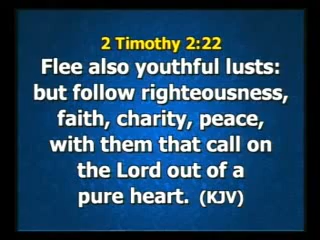 2 Timothy 2:22
Flee also youthful lusts:
but follow righteousness,
faith, charity, peace,
with them that call on
the Lord out of a
pure heart. (KJV)